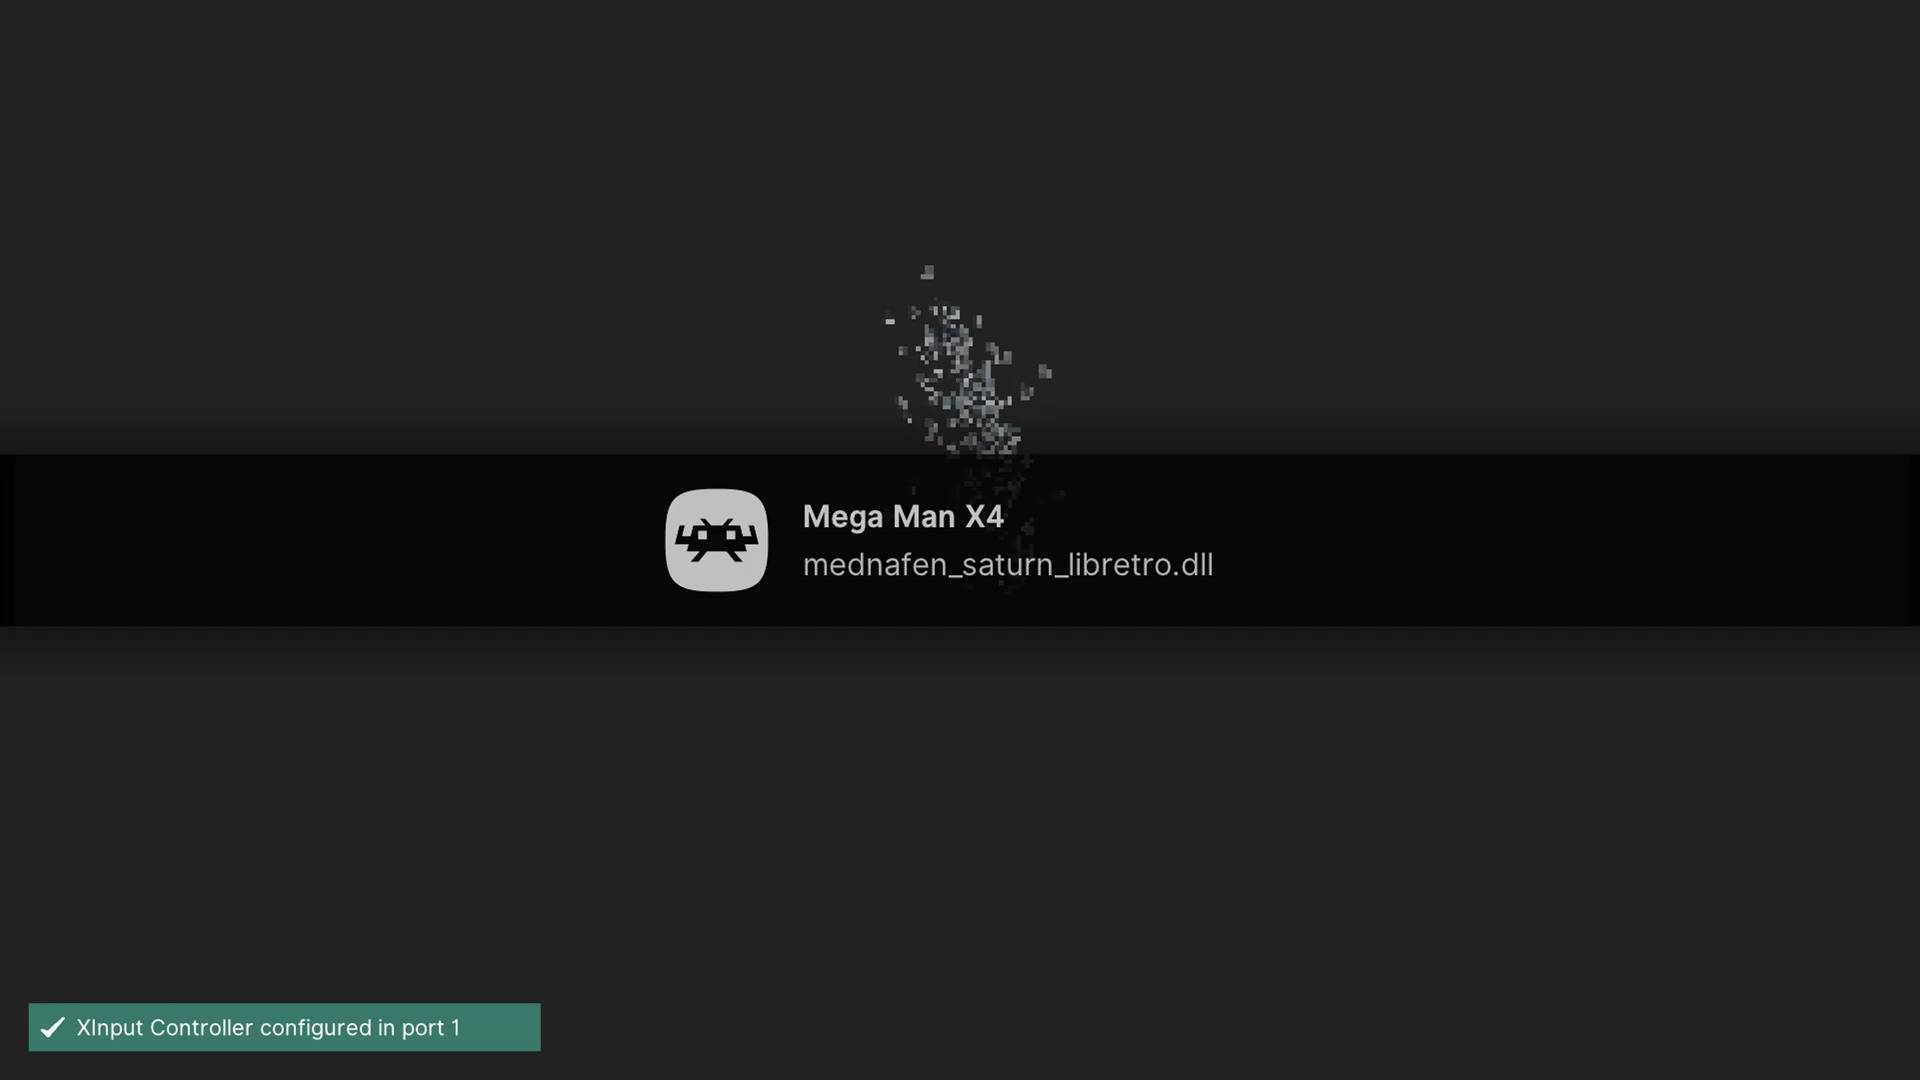 Mega Man X4
mednafen_saturn_libretro.dll
XInput Controller configured in port 1